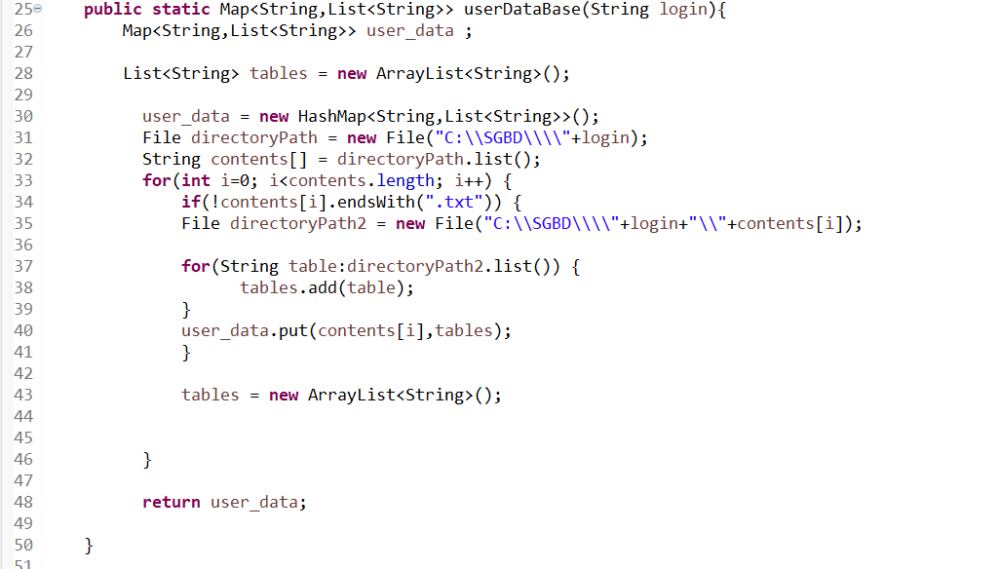 25 public static Map<String,List<String>> userDataBase(String login){
26 Map<String,List<String>> user_data ;
27
28 List<String> tables = new ArrayList<String>();
29
30 user_data = new HashMap<String,List<String>>();
31 File directoryPath = new File("C:\\SGBD\\\\"+login);
32 String contents[] = directoryPath.list();
33 for(int i=0; i<contents.length; i++) {
34 if(!contents[i].endsWith(".txt")) {
35 File directoryPath2 = new File("C:\\SGBD\\\\"+login+"\\"+contents[i]);
36
37 for(String table:directoryPath2.list()) {
38 tables.add(table);
39 }
40 user_data.put(contents[i],tables);
41 }
42
43 tables = new ArrayList<String>();
44
45
46 }
47
48 return user_data;
49
50 }
51